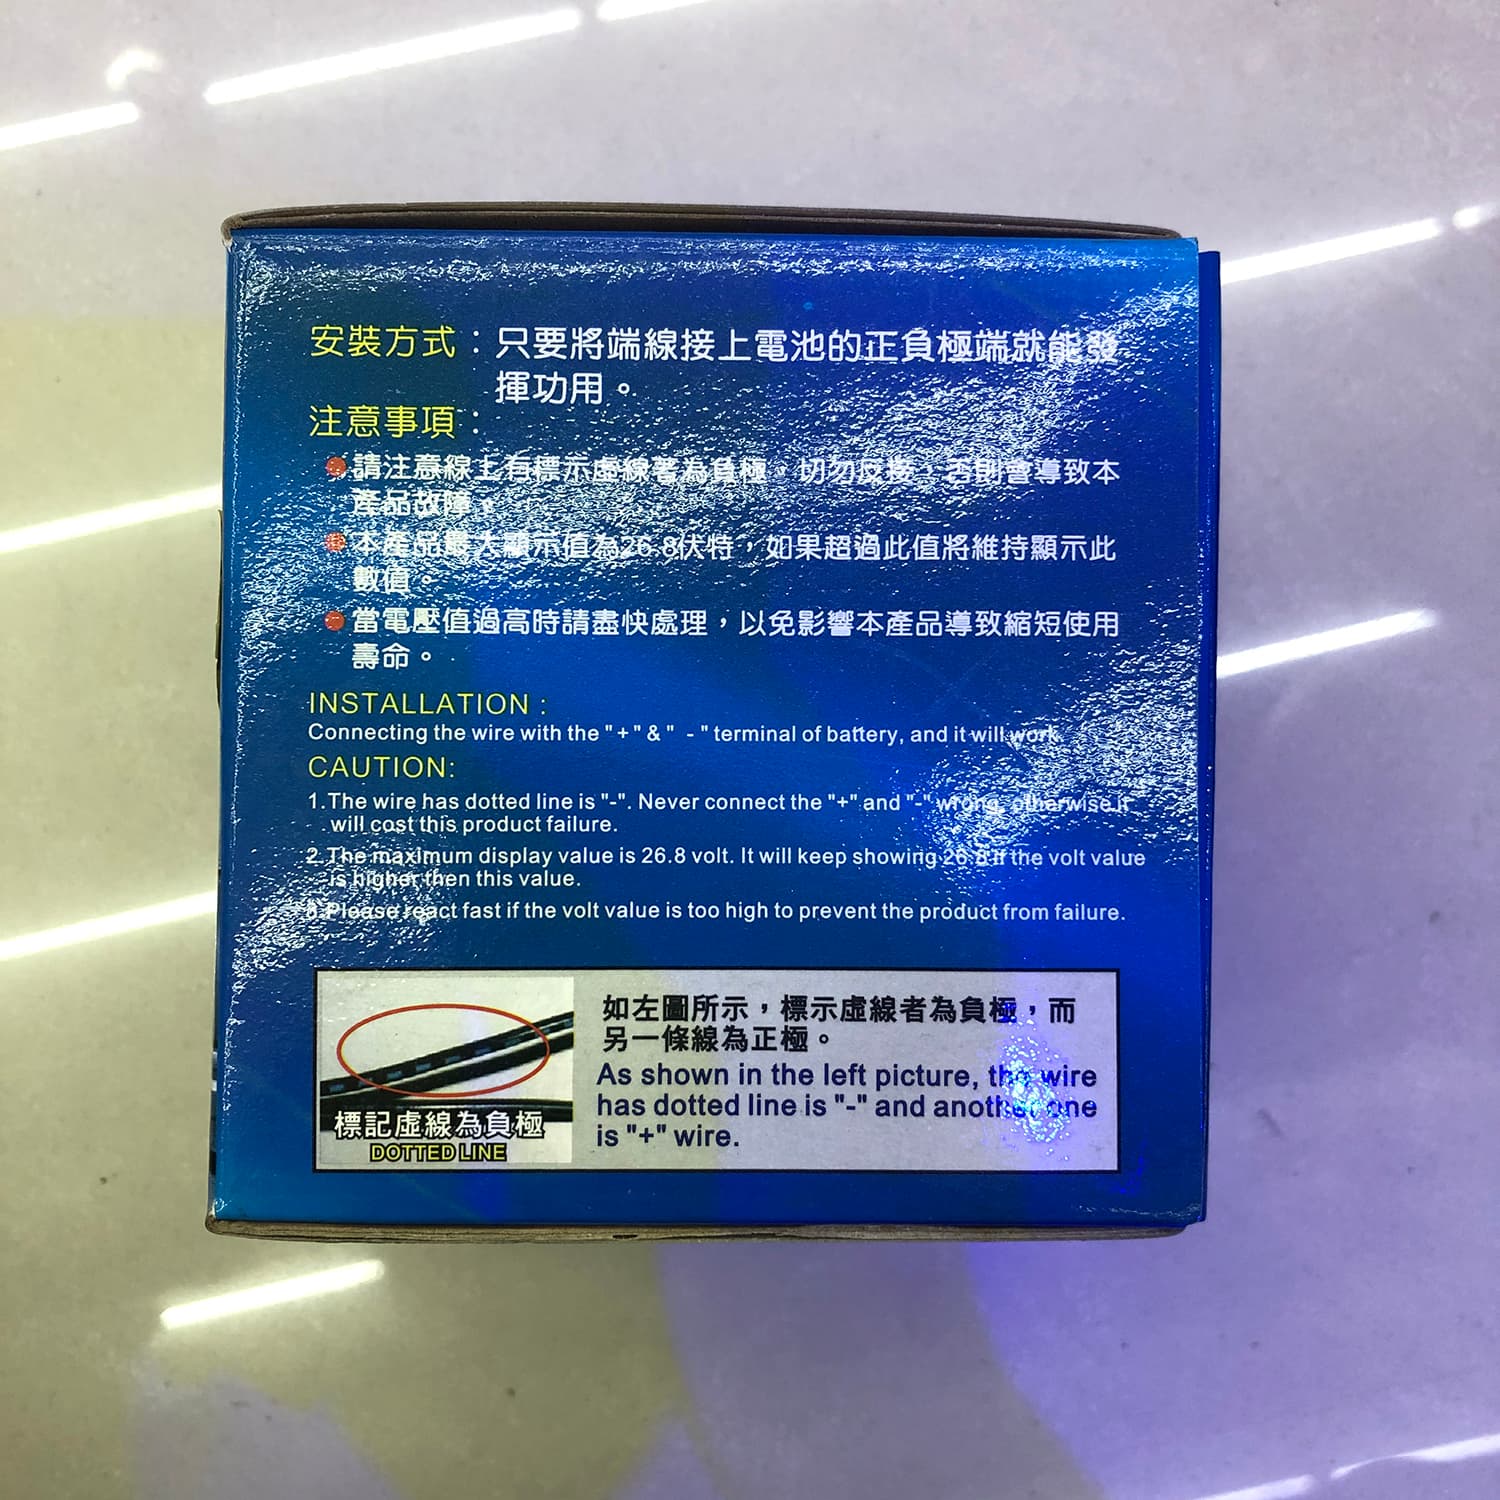 安裝方式：只要將端線接上電池的正負極端就能發
揮功用。
注意事項：
請注意線上有標示虛線者為負極。切勿反接，否則會導致本
產品故障。
本產品最大顯示值為26.8伏特，如果超過此值將維持顯示此
數值。
當電壓值過高時請盡快處理，以免影響本產品導致縮短使用
壽命。
INSTALLATION :
Connecting the wire with the "+" & " - " terminal of battery, and it will work.
CAUTION:
1.The wire has dotted line is "-". Never connect the "+" and "-" wrong, otherwise it
will cost this product failure.
2.The maximum display value is 26.8 volt. It will keep showing 26.8 if the volt value
is higher then this value.
3.Please react fast if the volt value is too high to prevent the product from failure.
如左圖所示，標示虛線者為負極，而
另一條線為正極。
As shown in the left picture, the wire
has dotted line is "-" and another one
is "+" wire.
標記虛線為負極
DOTTED LINE